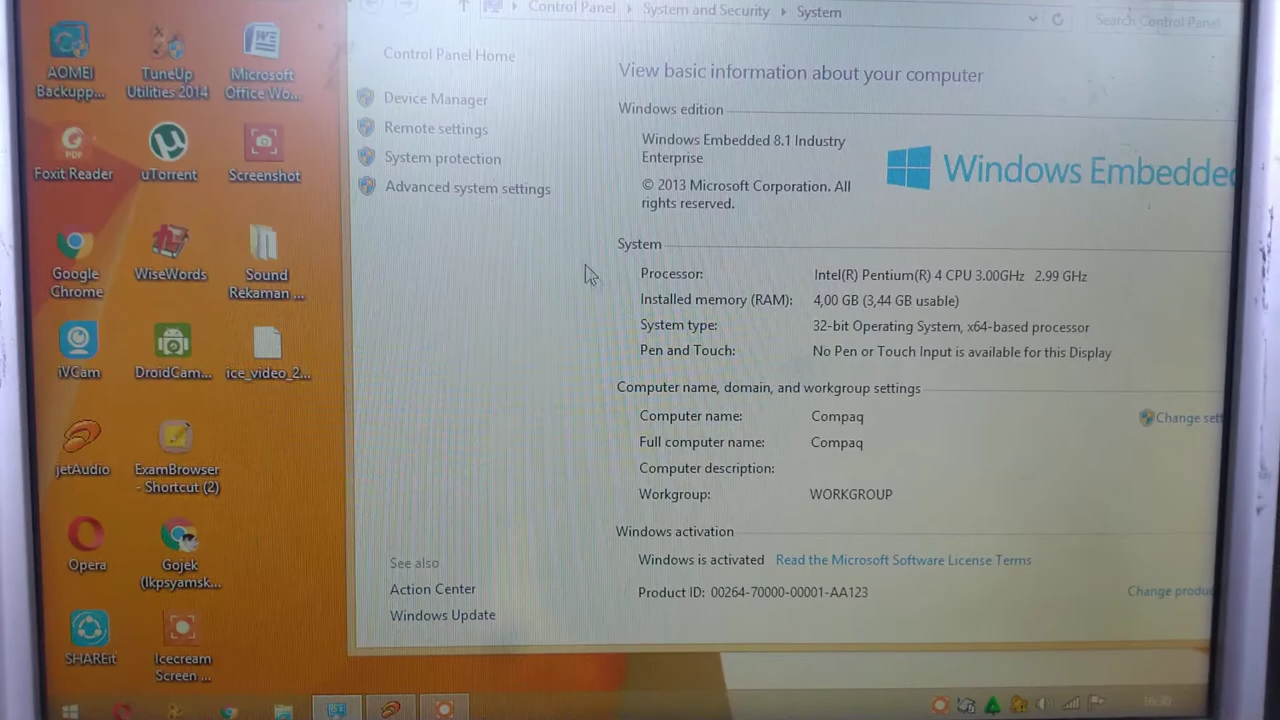 Control Panel
System and Security
System
Search Control Panel
Control Panel Home
Device Manager
Remote settings
System protection
Advanced system settings
See also
Action Center
Windows Update
View basic information about your computer
Windows edition
Windows Embedded 8.1 Industry
Enterprise
© 2013 Microsoft Corporation. All
rights reserved.
Windows Embedded
System
Processor: Intel(R) Pentium(R) 4 CPU 3.00GHz 2.99 GHz
Installed memory (RAM): 4,00 GB (3,44 GB usable)
System type: 32-bit Operating System, x64-based processor
Pen and Touch: No Pen or Touch Input is available for this Display
Computer name, domain, and workgroup settings
Computer name: Compaq
Change sett
Full computer name: Compaq
Computer description:
Workgroup: WORKGROUP
Windows activation
Windows is activated Read the Microsoft Software License Terms
Product ID: 00264-70000-00001-AA123
Change produc
AOMEI
Backupp...
TuneUp
Utilities 2014
Microsoft
Office Wo...
PDF
Foxit Reader
uTorrent
Screenshot
Google
Chrome
WiseWords
Sound
Rekaman ...
iVCam
DroidCam...
ice_video_2...
jetAudio
ExamBrowser
- Shortcut (2)
Opera
Gojek
(lkpsyamsk...
SHAREit
Icecream
Screen ...
16:30